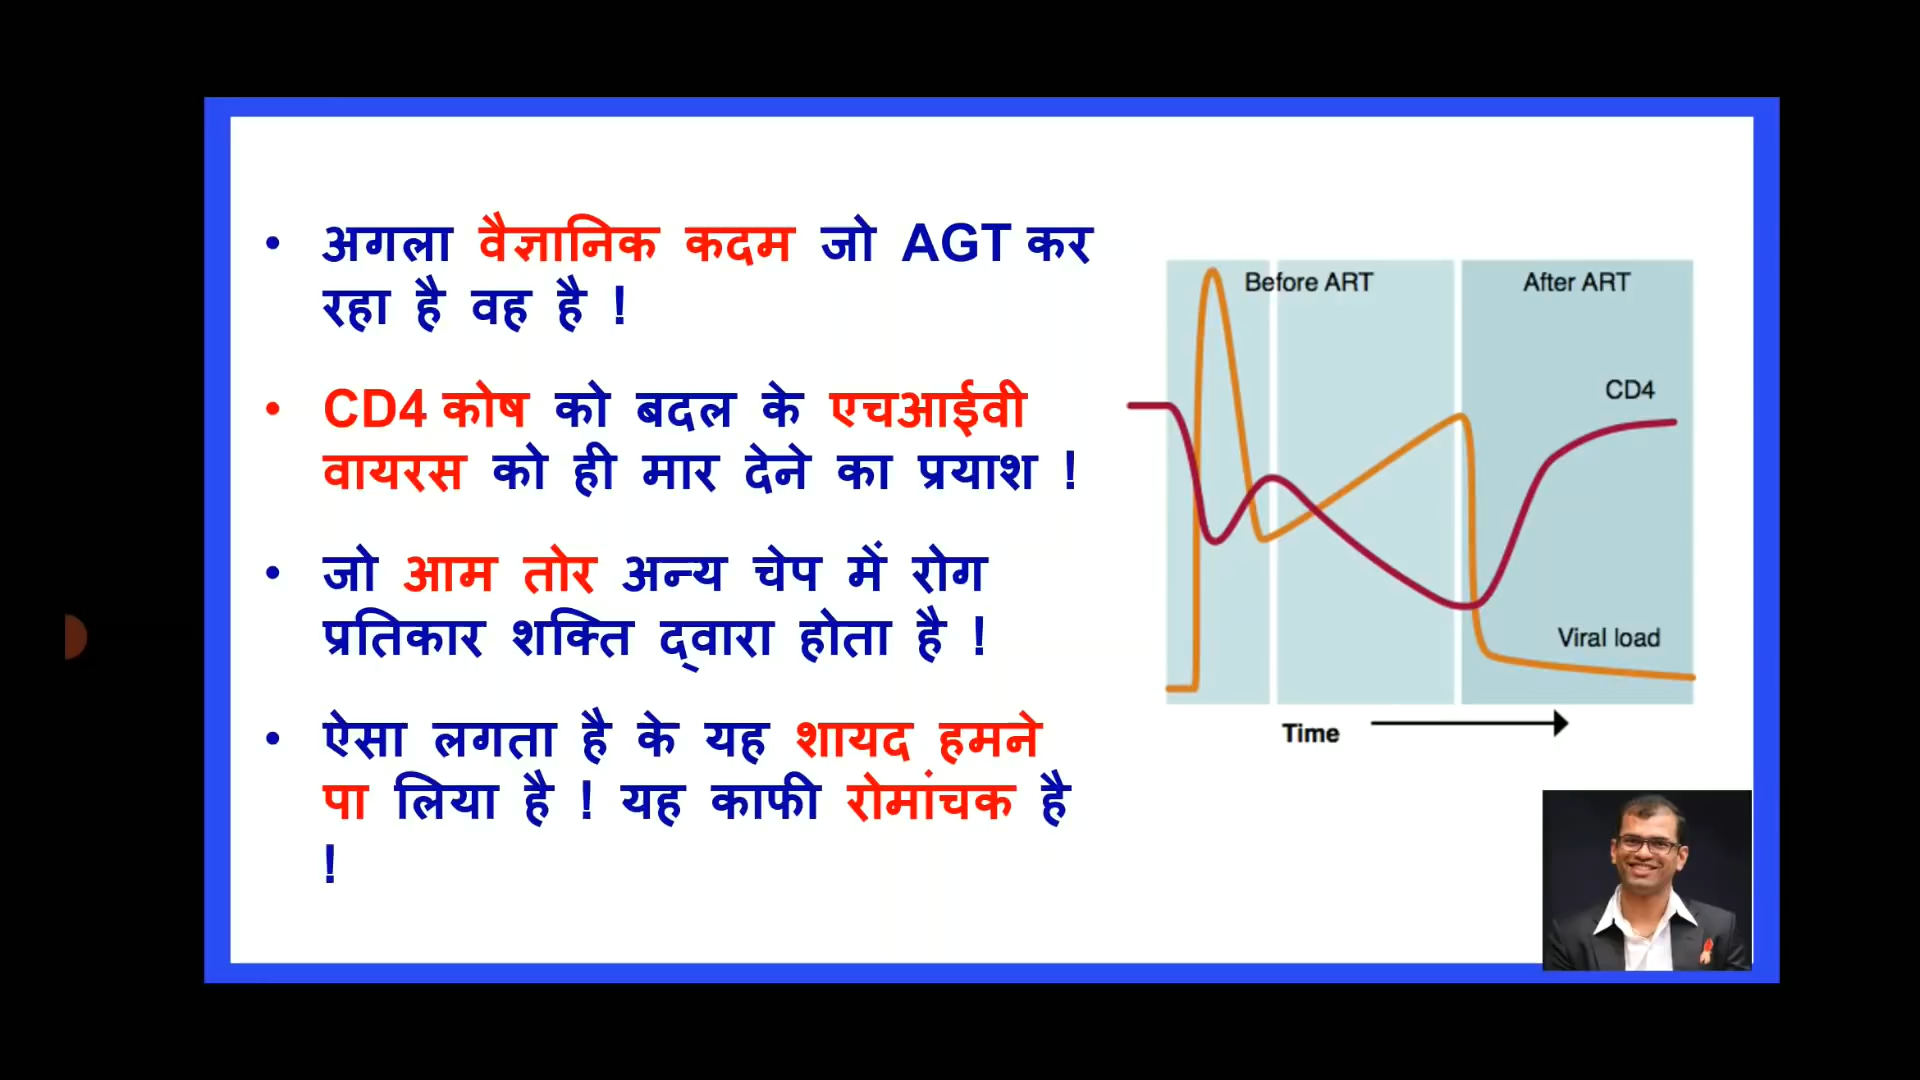 • अगला वैज्ञानिक कदम जो AGT कर
रहा है वह है !
• CD4 कोष को बदल के एचआईवी
वायरस को ही मार देने का प्रयाश !
• जो आम तोर अन्य चेप में रोग
प्रतिकार शक्ति द्वारा होता है !
• ऐसा लगता है के यह शायद हमने
पा लिया है ! यह काफी रोमांचक है
!
Before ART
After ART
CD4
Viral load
Time